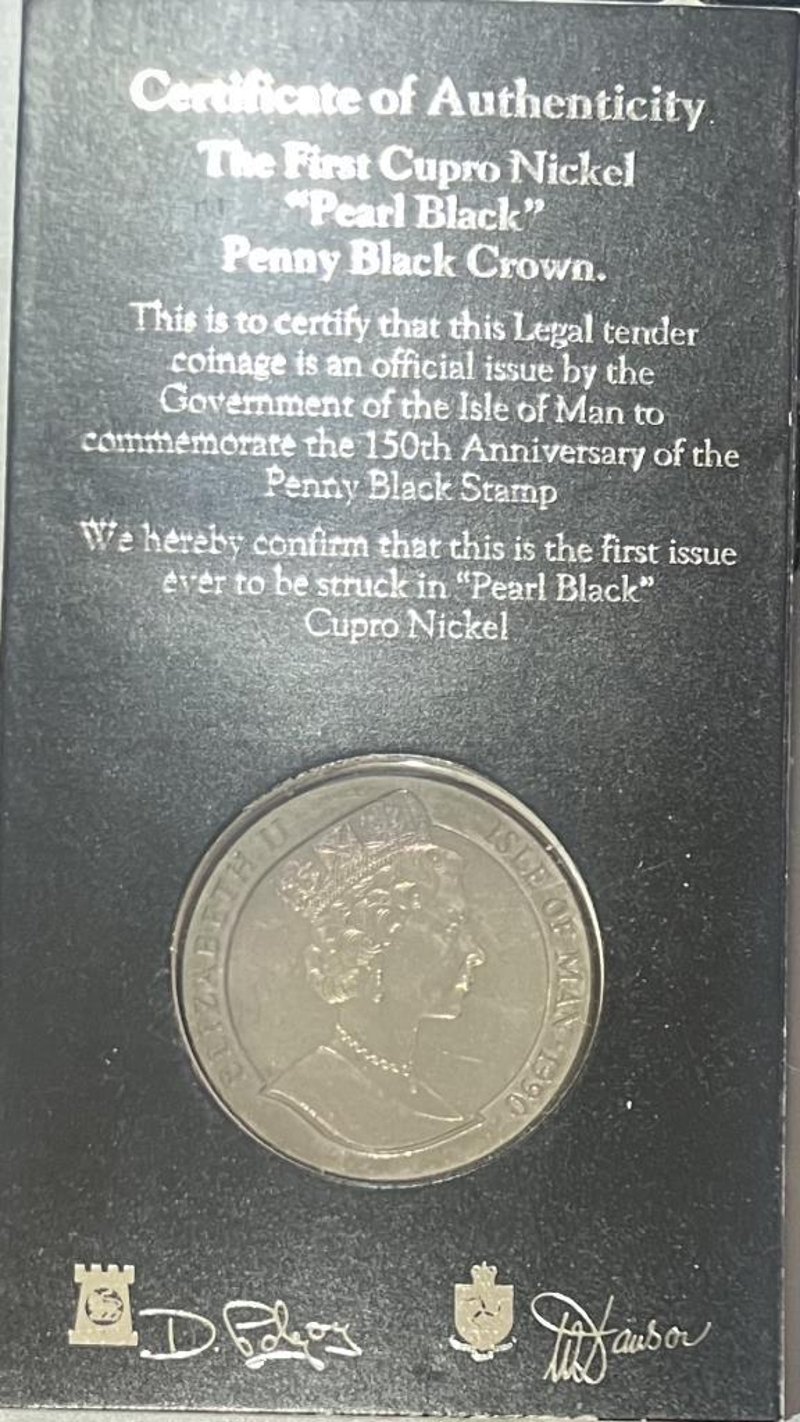 Certificate of Authenticity.
The First Cupro Nickel
“Pearl Black”
Penny Black Crown.
This is to certify that this Legal tender
coinage is an official issue by the
Government of the Isle of Man to
commemorate the 150th Anniversary of the
Penny Black Stamp
We hereby confirm that this is the first issue
ever to be struck in “Pearl Black”
Cupro Nickel
ELIZABETH II
ISLE OF MAN · 1990